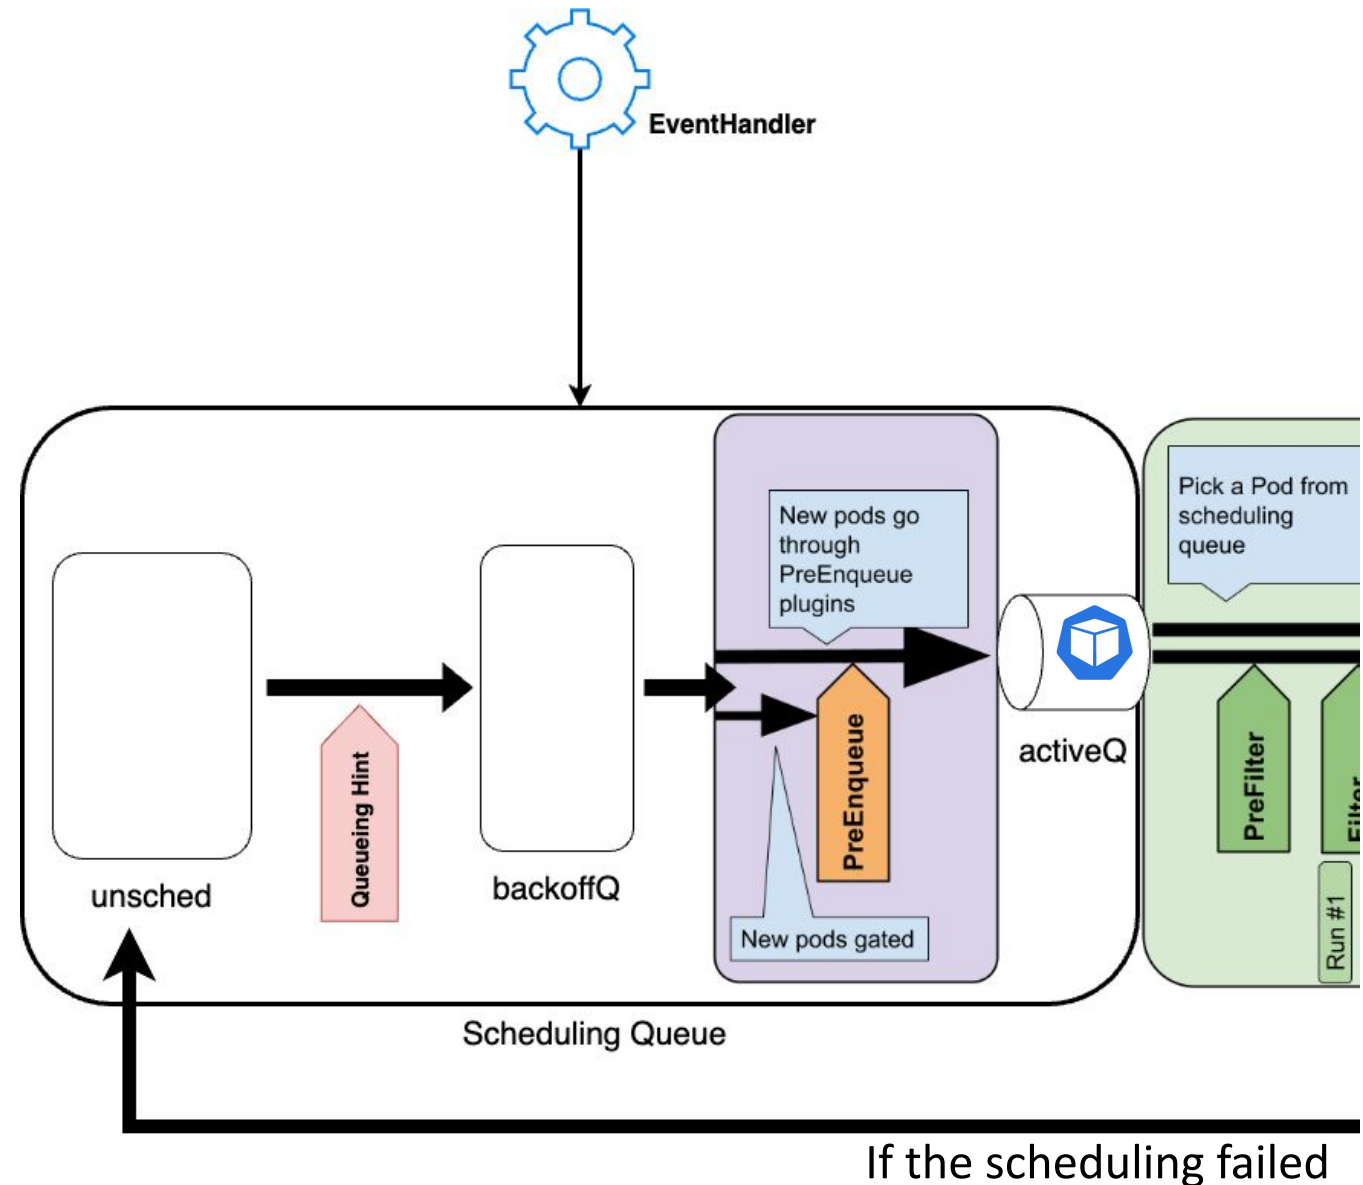 EventHandler
New pods go
through
PreEnqueue
plugins
Pick a Pod from
scheduling
queue
PreEnqueue
activeQ
Queueing Hint
PreFilter
Filter
unsched
backoffQ
New pods gated
Run #1
Scheduling Queue
If the scheduling failed